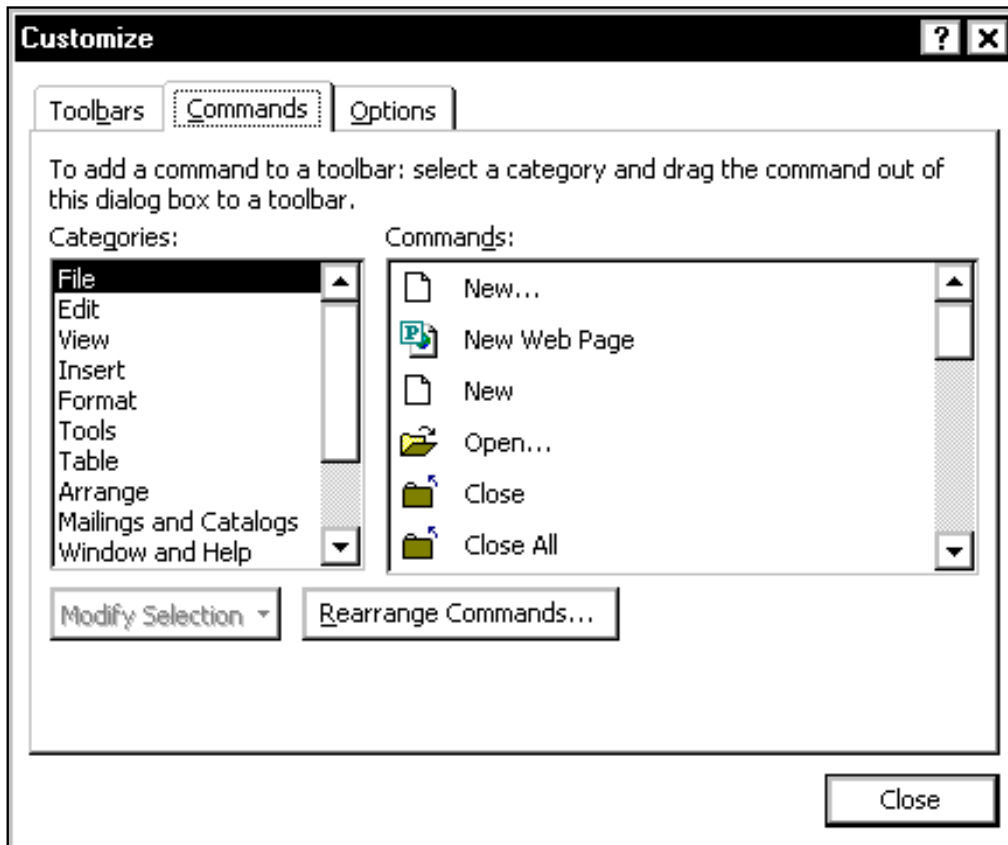 Customize
Toolbars Commands Options
To add a command to a toolbar: select a category and drag the command out of
this dialog box to a toolbar.
Categories:
File
Edit
View
Insert
Format
Tools
Table
Arrange
Mailings and Catalogs
Window and Help
Commands:
New...
New Web Page
New
Open...
Close
Close All
Modify Selection
Rearrange Commands...
Close